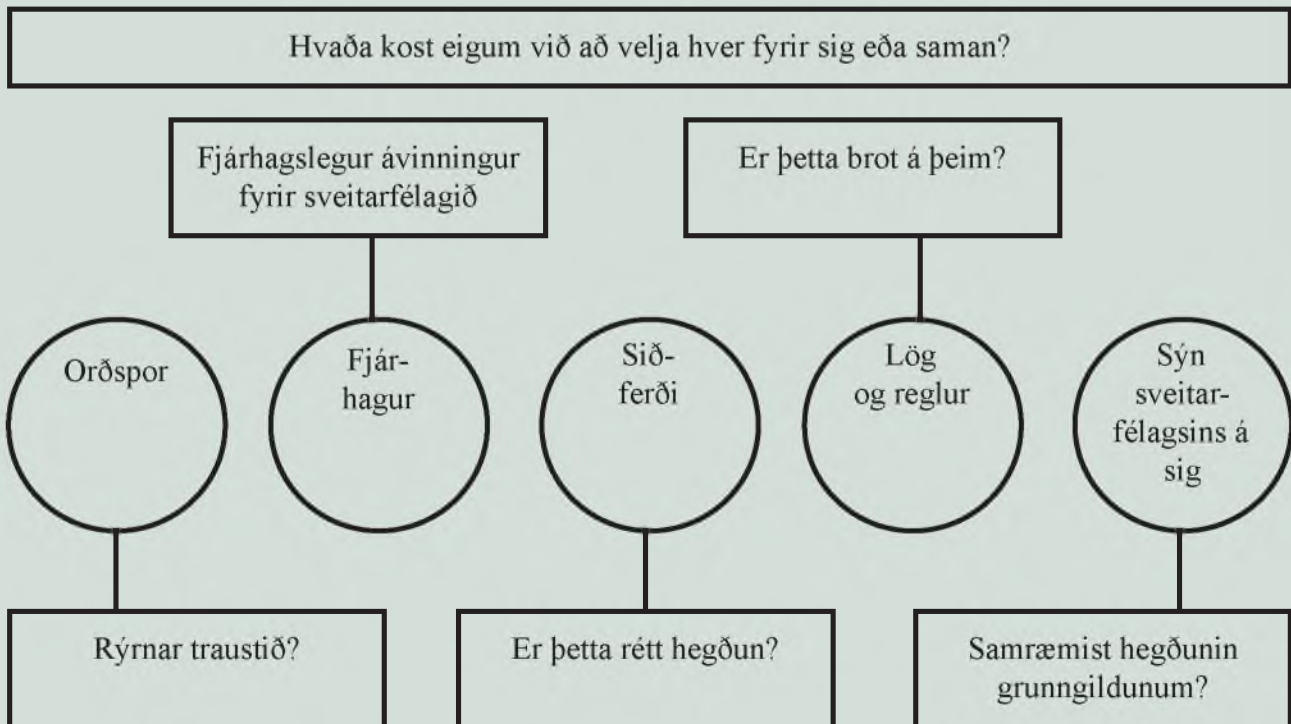 Hvaða kost eigum við að velja hver fyrir sig eða saman?
Fjárhagslegur ávinningur
fyrir sveitarfélagið
Er þetta brot á þeim?
Orðspor
Fjár-
hagur
Sið-
ferði
Lög
og reglur
Sýn
sveitar-
félagsins á
sig
Rýrnar traustið?
Er þetta rétt hegðun?
Samræmist hegðunin
grunngildunum?